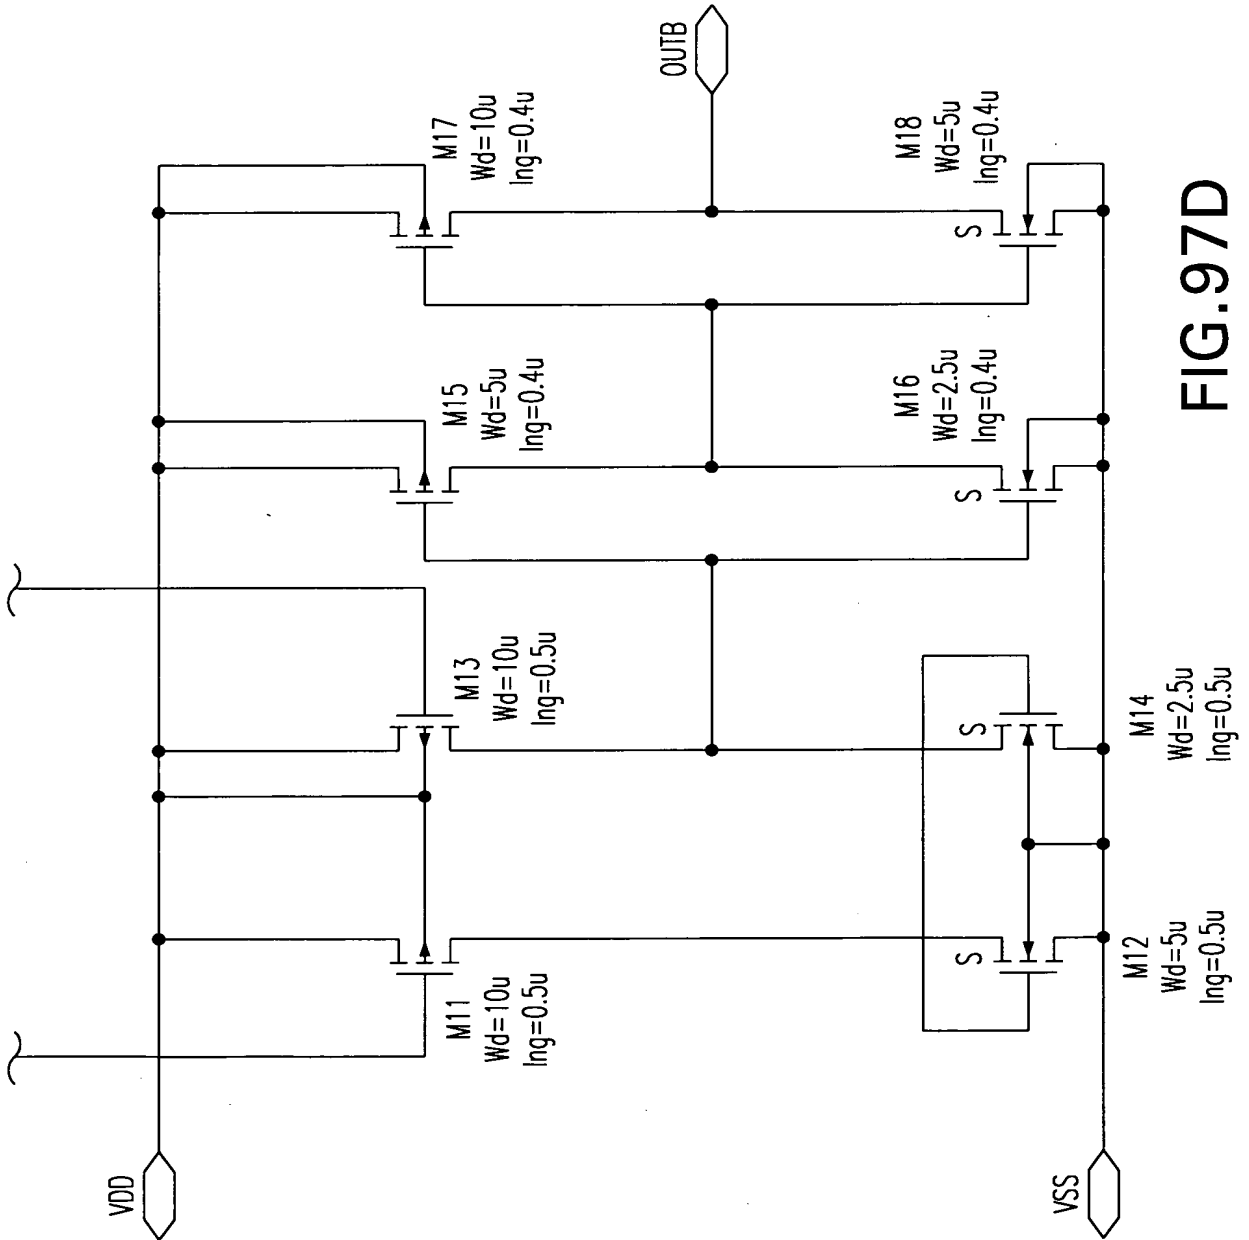 VDD
M11
Wd=10u
lng=0.5u
M13
Wd=10u
lng=0.5u
M15
Wd=5u
lng=0.4u
M17
Wd=10u
lng=0.4u
OUTB
VSS
S
M12
Wd=5u
lng=0.5u
S
M14
Wd=2.5u
lng=0.5u
S
M16
Wd=2.5u
lng=0.4u
S
M18
Wd=5u
lng=0.4u
FIG.97D